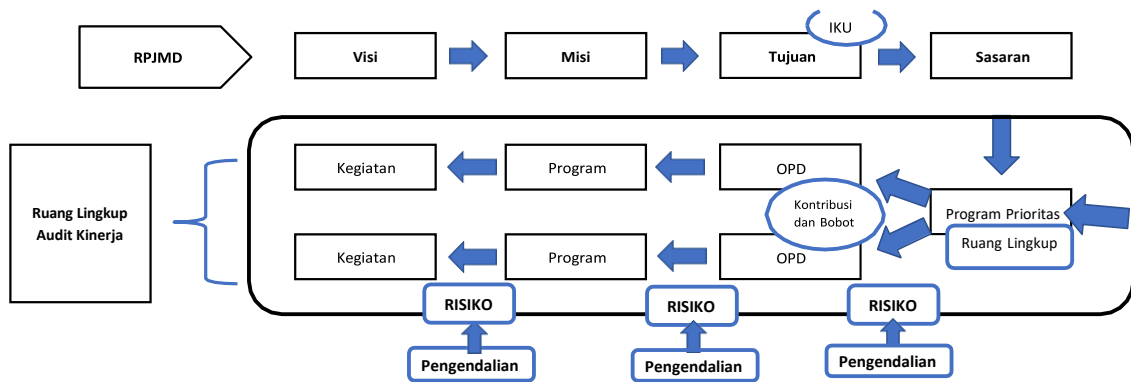 IKU
RPJMD
Visi
Misi
Tujuan
Sasaran
Ruang Lingkup
Audit Kinerja
Kegiatan
Program
OPD
Kontribusi
dan Bobot
Program Prioritas
Ruang Lingkup
Kegiatan
Program
OPD
RISIKO
RISIKO
RISIKO
Pengendalian
Pengendalian
Pengendalian